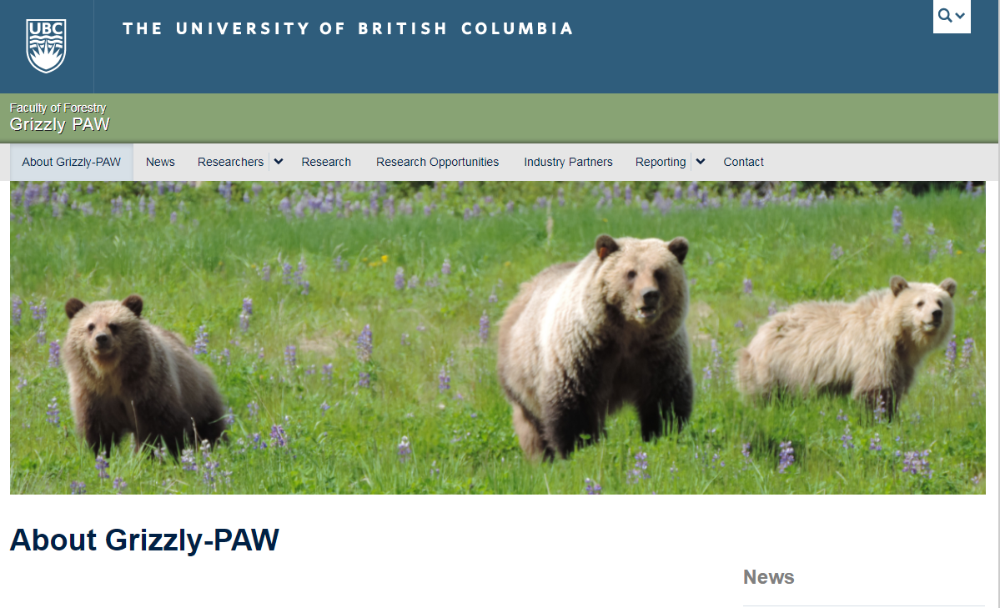 UBC
THE UNIVERSITY OF BRITISH COLUMBIA
Faculty of Forestry
Grizzly PAW
About Grizzly-PAW News Researchers Research Research Opportunities Industry Partners Reporting Contact
About Grizzly-PAW
News